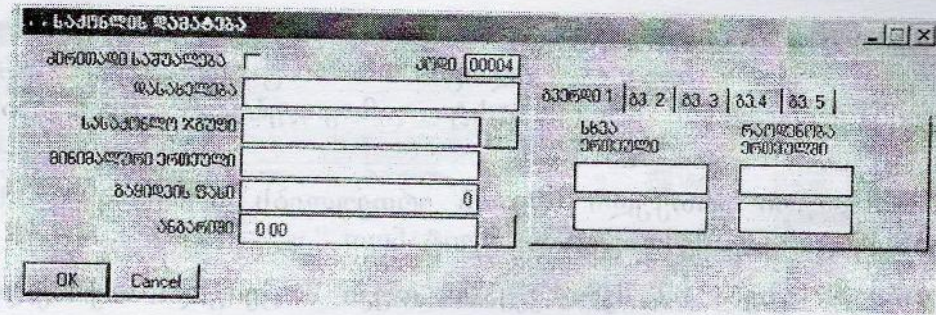 საქონლის დამატება
ძირითადი საშუალება კოდი 00004
დასახელება
სასაქონლო ჯგუფი
მინიმალური ერთეული
გაყიდვის ფასი 0
ანგარიში 0 00
გვერდი 1 გვ. 2 გვ. 3 გვ.4 გვ. 5
სხვა ერთეული
რაოდენობა ერთეულში
OK Cancel